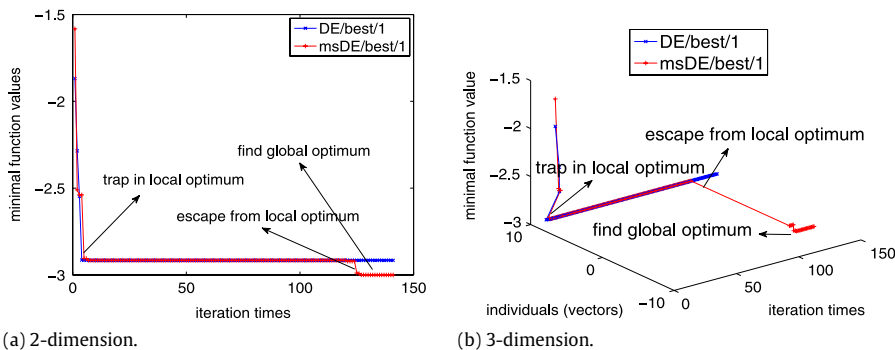 DE/best/1
msDE/best/1
−1.5
−2
−2.5
−3
minimal function values
find global optimum
trap in local optimum
escape from local optimum
0
50
100
150
iteration times
(a) 2-dimension.
DE/best/1
msDE/best/1
−1.5
−2
−2.5
−3
minimal function value
escape from local optimum
trap in local optimum
find global optimum
10
0
−10
individuals (vectors)
0
50
100
150
iteration times
(b) 3-dimension.